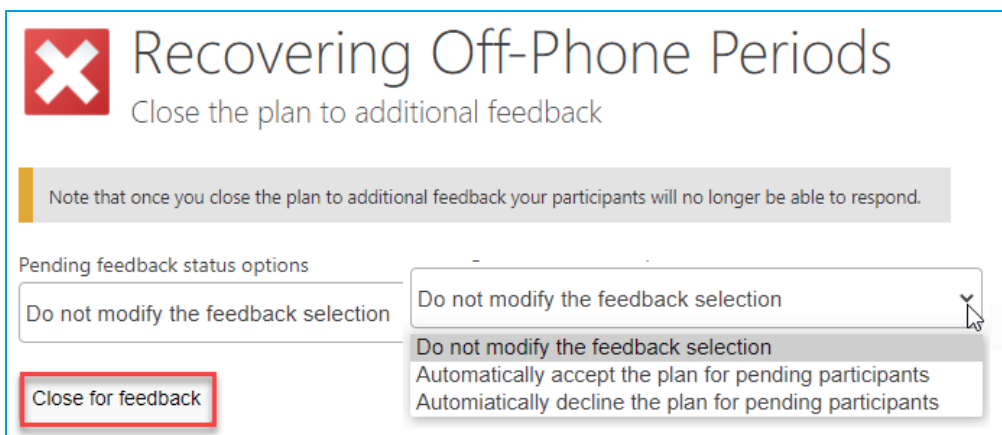 Recovering Off-Phone Periods
Close the plan to additional feedback
Note that once you close the plan to additional feedback your participants will no longer be able to respond.
Pending feedback status options
Do not modify the feedback selection
Do not modify the feedback selection
Do not modify the feedback selection
Automatically accept the plan for pending participants
Automiatically decline the plan for pending participants
Close for feedback